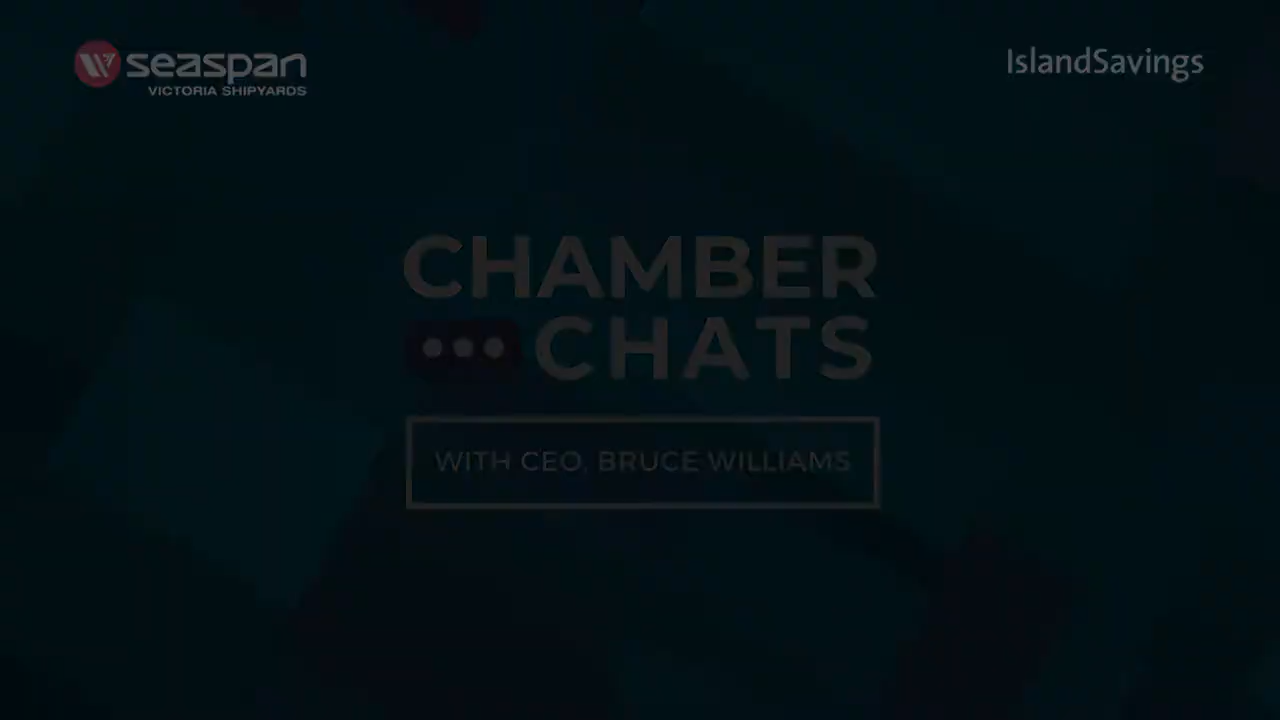 seaspan
VICTORIA SHIPYARDS
IslandSavings
CHAMBER
CHATS
WITH CEO, BRUCE WILLIAMS